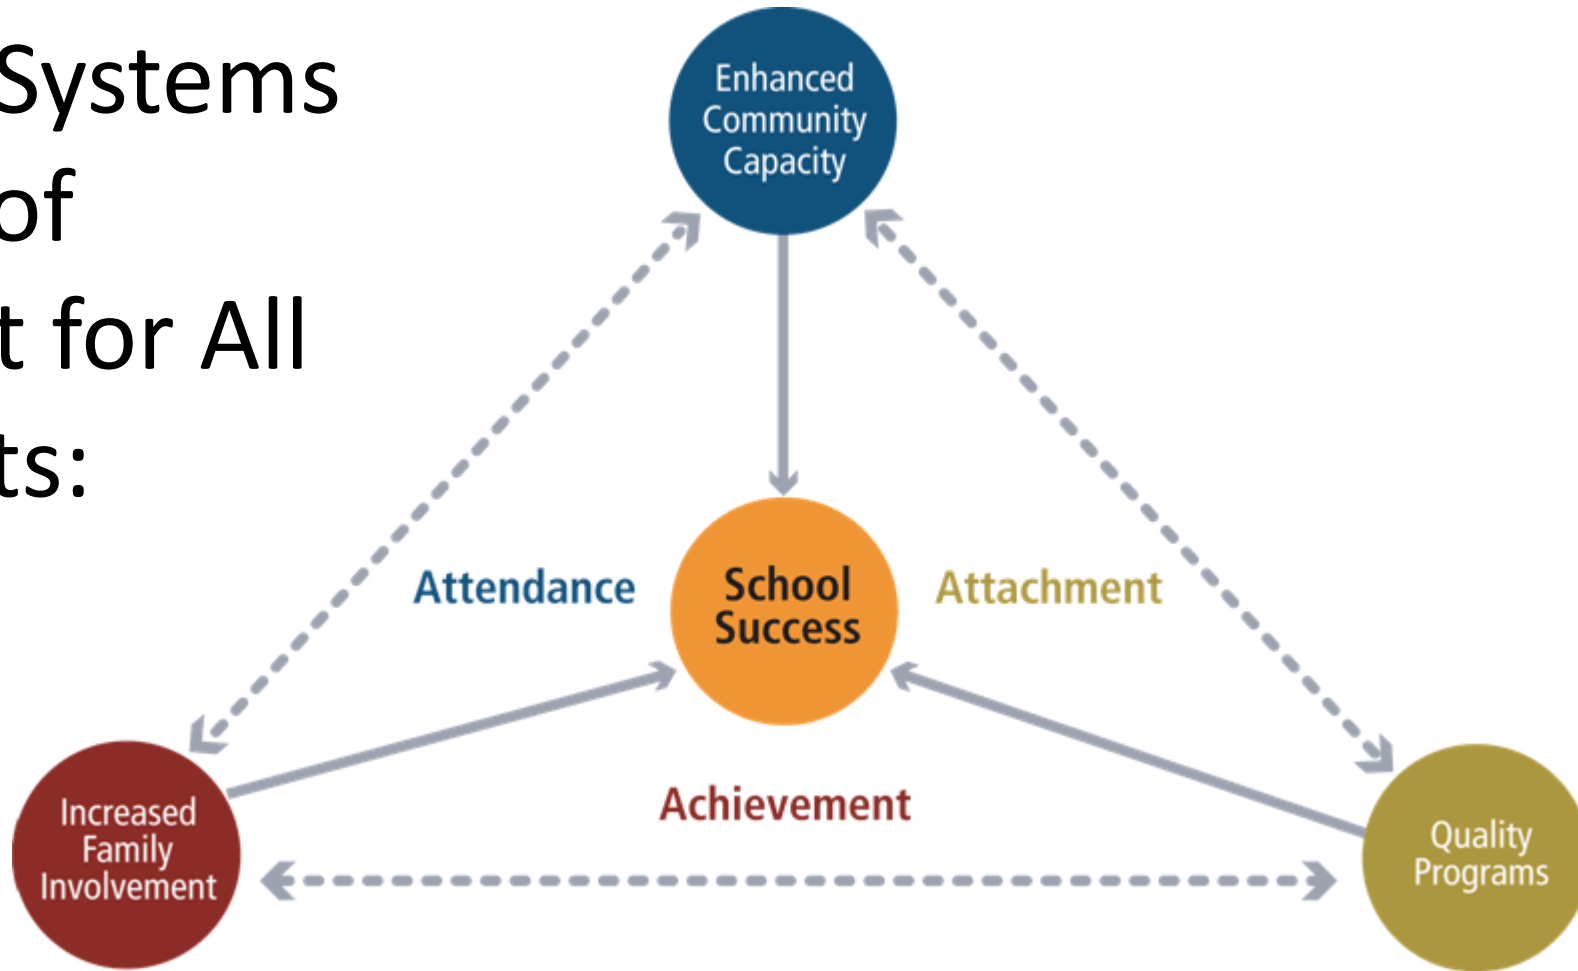 Systems
of
t for All
ts:
Enhanced
Community
Capacity
Attendance
School
Success
Attachment
Achievement
Increased
Family
Involvement
Quality
Programs